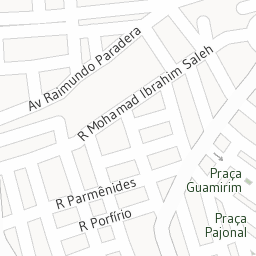 Av Raimundo Paradera
R Mohamad Ibrahim Saleh
Praça
Guamirim
R Parmênides
R Porfírio
Praça
Pajonal